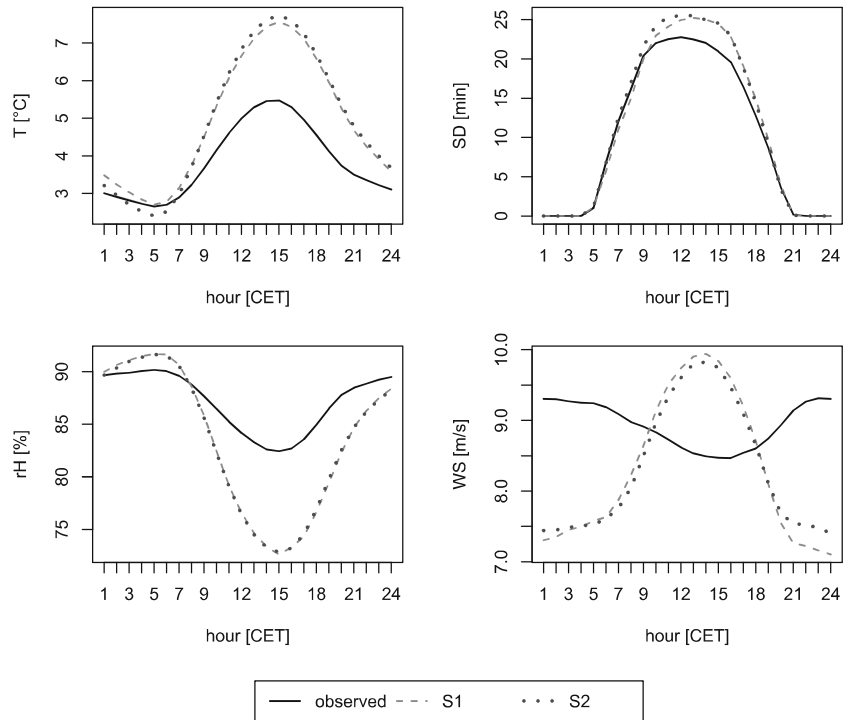 T [°C]
7
6
5
4
3
1 3 5 7 9 12 15 18 21 24
hour [CET]
SD [min]
25
20
15
10
5
0
1 3 5 7 9 12 15 18 21 24
hour [CET]
rH [%]
90
85
80
75
1 3 5 7 9 12 15 18 21 24
hour [CET]
WS [m/s]
10.0
9.0
8.0
7.0
1 3 5 7 9 12 15 18 21 24
hour [CET]
observed S1 S2